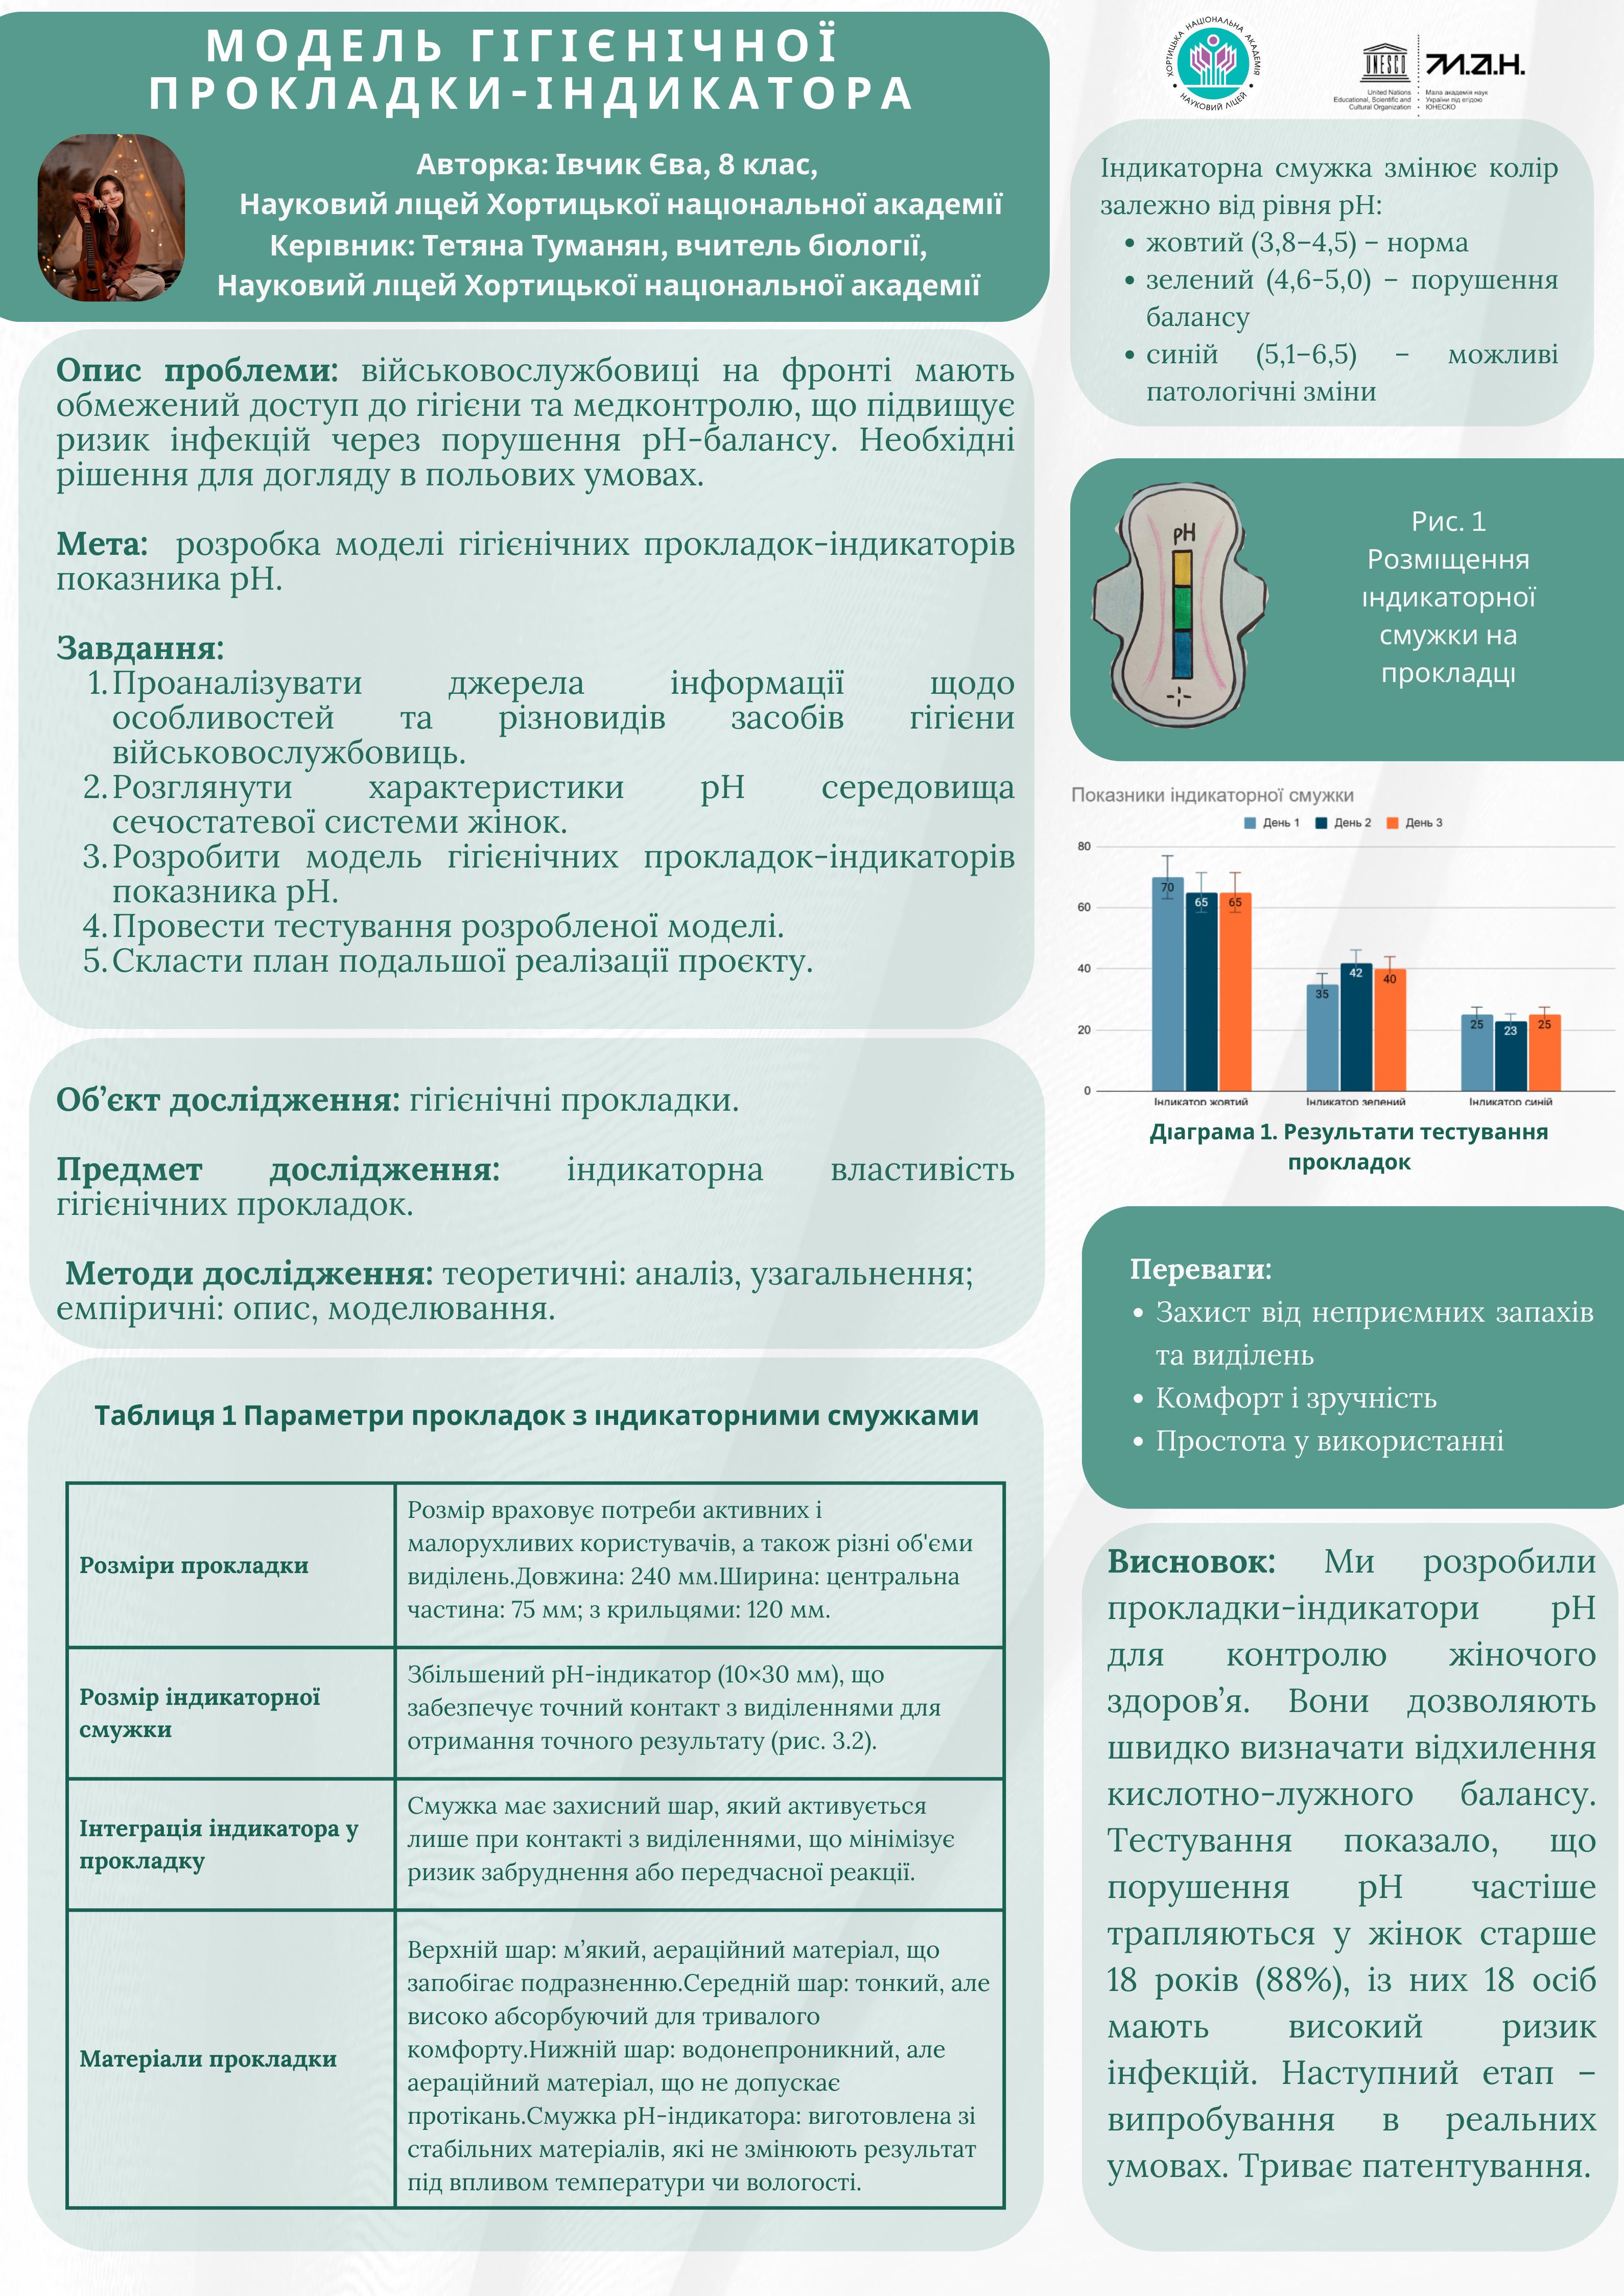 МОДЕЛЬ ГІГІЄНІЧНОЇ
ПРОКЛАДКИ-ІНДИКАТОРА
Авторка: Івчик Єва, 8 клас,
Науковий ліцей Хортицької національної академії
Керівник: Тетяна Туманян, вчитель біології,
Науковий ліцей Хортицької національної академії
Опис проблеми: військовослужбовиці на фронті мають
обмежений доступ до гігієни та медконтролю, що підвищує
ризик інфекцій через порушення pH-балансу. Необхідні
рішення для догляду в польових умовах.
Мета: розробка моделі гігієнічних прокладок-індикаторів
показника pH.
Завдання:
1. Проаналізувати джерела інформації щодо
особливостей та різновидів засобів гігієни
військовослужбовиць.
2. Розглянути характеристики pH середовища
сечостатевої системи жінок.
3. Розробити модель гігієнічних прокладок-індикаторів
показника pH.
4. Провести тестування розробленої моделі.
5. Скласти план подальшої реалізації проєкту.
Об’єкт дослідження: гігієнічні прокладки.
Предмет дослідження: індикаторна властивість
гігієнічних прокладок.
Методи дослідження: теоретичні: аналіз, узагальнення;
емпіричні: опис, моделювання.
Таблиця 1 Параметри прокладок з індикаторними смужками
Розміри прокладки
Розмір враховує потреби активних і
малорухливих користувачів, а також різні об'єми
виділень.Довжина: 240 мм.Ширина: центральна
частина: 75 мм; з крильцями: 120 мм.
Розмір індикаторної
смужки
Збільшений pH-індикатор (10×30 мм), що
забезпечує точний контакт з виділеннями для
отримання точного результату (рис. 3.2).
Інтеграція індикатора у
прокладку
Смужка має захисний шар, який активується
лише при контакті з виділеннями, що мінімізує
ризик забруднення або передчасної реакції.
Матеріали прокладки
Верхній шар: м’який, аераційний матеріал, що
запобігає подразненню.Середній шар: тонкий, але
високо абсорбуючий для тривалого
комфорту.Нижній шар: водонепроникний, але
аераційний матеріал, що не допускає
протікань.Смужка pH-індикатора: виготовлена зі
стабільних матеріалів, які не змінюють результат
під впливом температури чи вологості.
ХОРТИЦЬКА НАЦІОНАЛЬНА АКАДЕМІЯ
НАУКОВИЙ ЛІЦЕЙ
UNESCO
United Nations
Educational, Scientific and
Cultural Organization
М.а.н.
Мала академія наук
України під егідою
ЮНЕСКО
Індикаторна смужка змінює колір
залежно від рівня pH:
• жовтий (3,8–4,5) – норма
• зелений (4,6-5,0) – порушення
балансу
• синій (5,1–6,5) – можливі
патологічні зміни
pH
Рис. 1
Розміщення
індикаторної
смужки на
прокладці
Показники індикаторної смужки
День 1 День 2 День 3
80
60
40
20
0
70 65 65
35 42 40
25 23 25
Індикатор жовтий Індикатор зелений Індикатор синій
Діаграма 1. Результати тестування
прокладок
Переваги:
• Захист від неприємних запахів
та виділень
• Комфорт і зручність
• Простота у використанні
Висновок: Ми розробили
прокладки-індикатори pH
для контролю жіночого
здоров’я. Вони дозволяють
швидко визначати відхилення
кислотно-лужного балансу.
Тестування показало, що
порушення pH частіше
трапляються у жінок старше
18 років (88%), із них 18 осіб
мають високий ризик
інфекцій. Наступний етап –
випробування в реальних
умовах. Триває патентування.